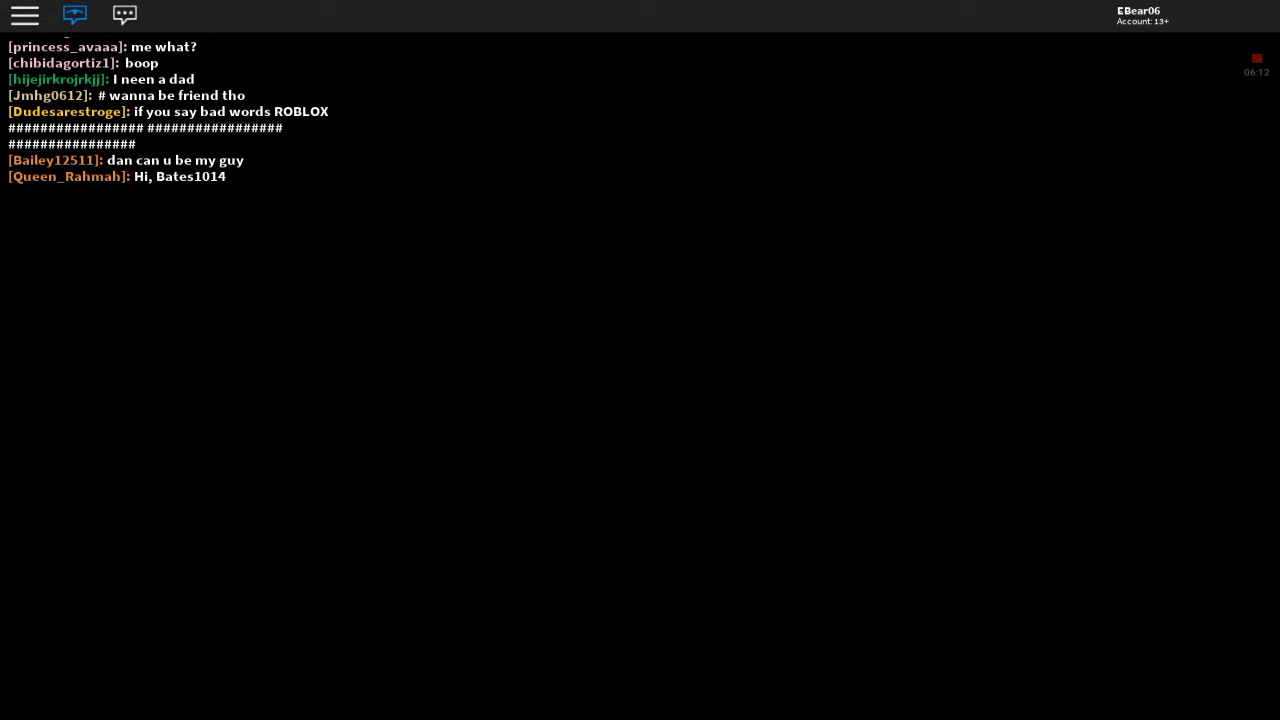 EBear06
Account: 13+
[princess_avaaa]: me what?
[chibidagortiz1]: boop
06:12
[hijejirkrojrkjj]: I neen a dad
[Jmhg0612]: # wanna be friend tho
[Dudesarestroge]: if you say bad words ROBLOX
################# #################
################
[Bailey12511]: dan can u be my guy
[Queen_Rahmah]: Hi, Bates1014